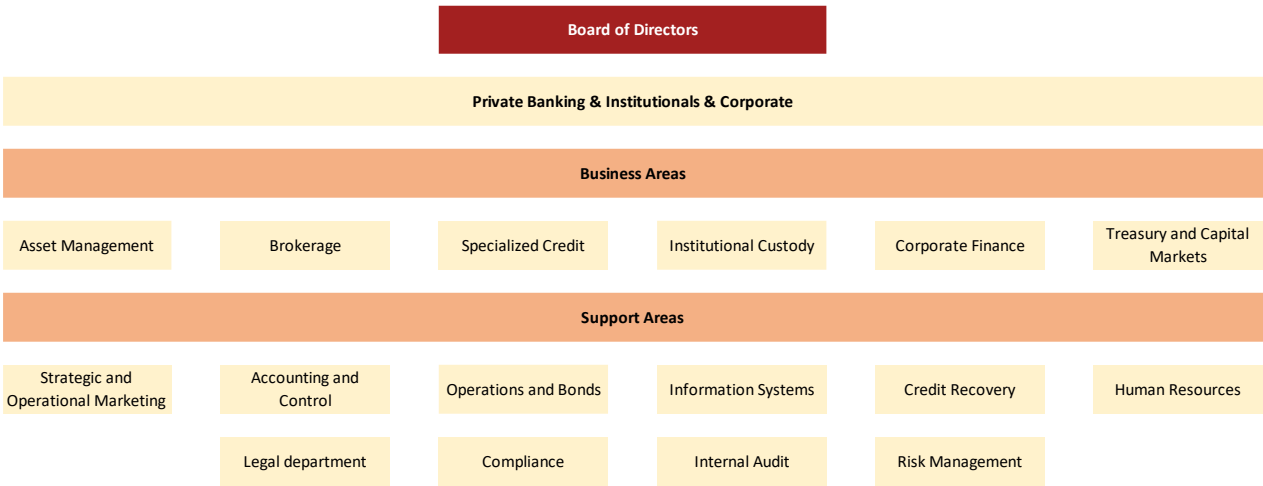 Board of Directors
Private Banking & Institutionals & Corporate
Business Areas
Asset Management
Brokerage
Specialized Credit
Institutional Custody
Corporate Finance
Treasury and Capital
Markets
Support Areas
Strategic and
Operational Marketing
Accounting and
Control
Operations and Bonds
Information Systems
Credit Recovery
Human Resources
Legal department
Compliance
Internal Audit
Risk Management